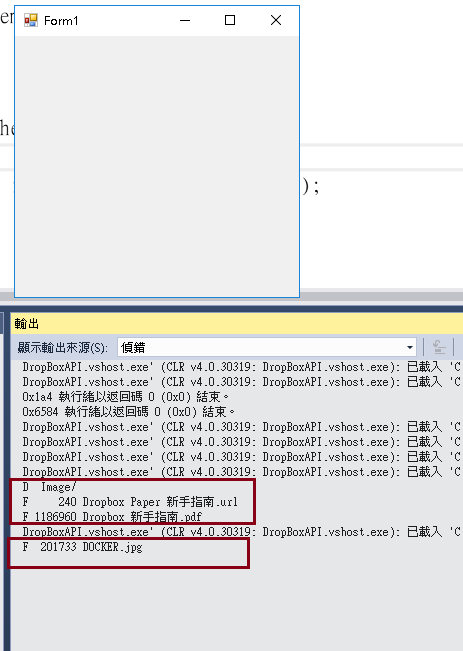 er
Form1
he
);
輸出
顯示輸出來源(S): 偵錯
DropBoxAPI.vshost.exe' (CLR v4.0.30319: DropBoxAPI.vshost.exe): 已載入 'C
DropBoxAPI.vshost.exe' (CLR v4.0.30319: DropBoxAPI.vshost.exe): 已載入 'C
0x1a4 執行緒以返回碼 0 (0x0) 結束。
0x6584 執行緒以返回碼 0 (0x0) 結束。
DropBoxAPI.vshost.exe' (CLR v4.0.30319: DropBoxAPI.vshost.exe): 已載入 'C
DropBoxAPI.vshost.exe' (CLR v4.0.30319: DropBoxAPI.vshost.exe): 已載入 'C
DropBoxAPI.vshost.exe' (CLR v4.0.30319: DropBoxAPI.vshost.exe): 已載入 'C
DropBoxAPI.vshost.exe' (CLR v4.0.30319: DropBoxAPI.vshost.exe): 已載入 'C
D  Image/
F     240 Dropbox Paper 新手指南.url
F 1186960 Dropbox 新手指南.pdf
DropBoxAPI.vshost.exe' (CLR v4.0.30319: DropBoxAPI.vshost.exe): 已載入 'C
F  201733 DOCKER.jpg